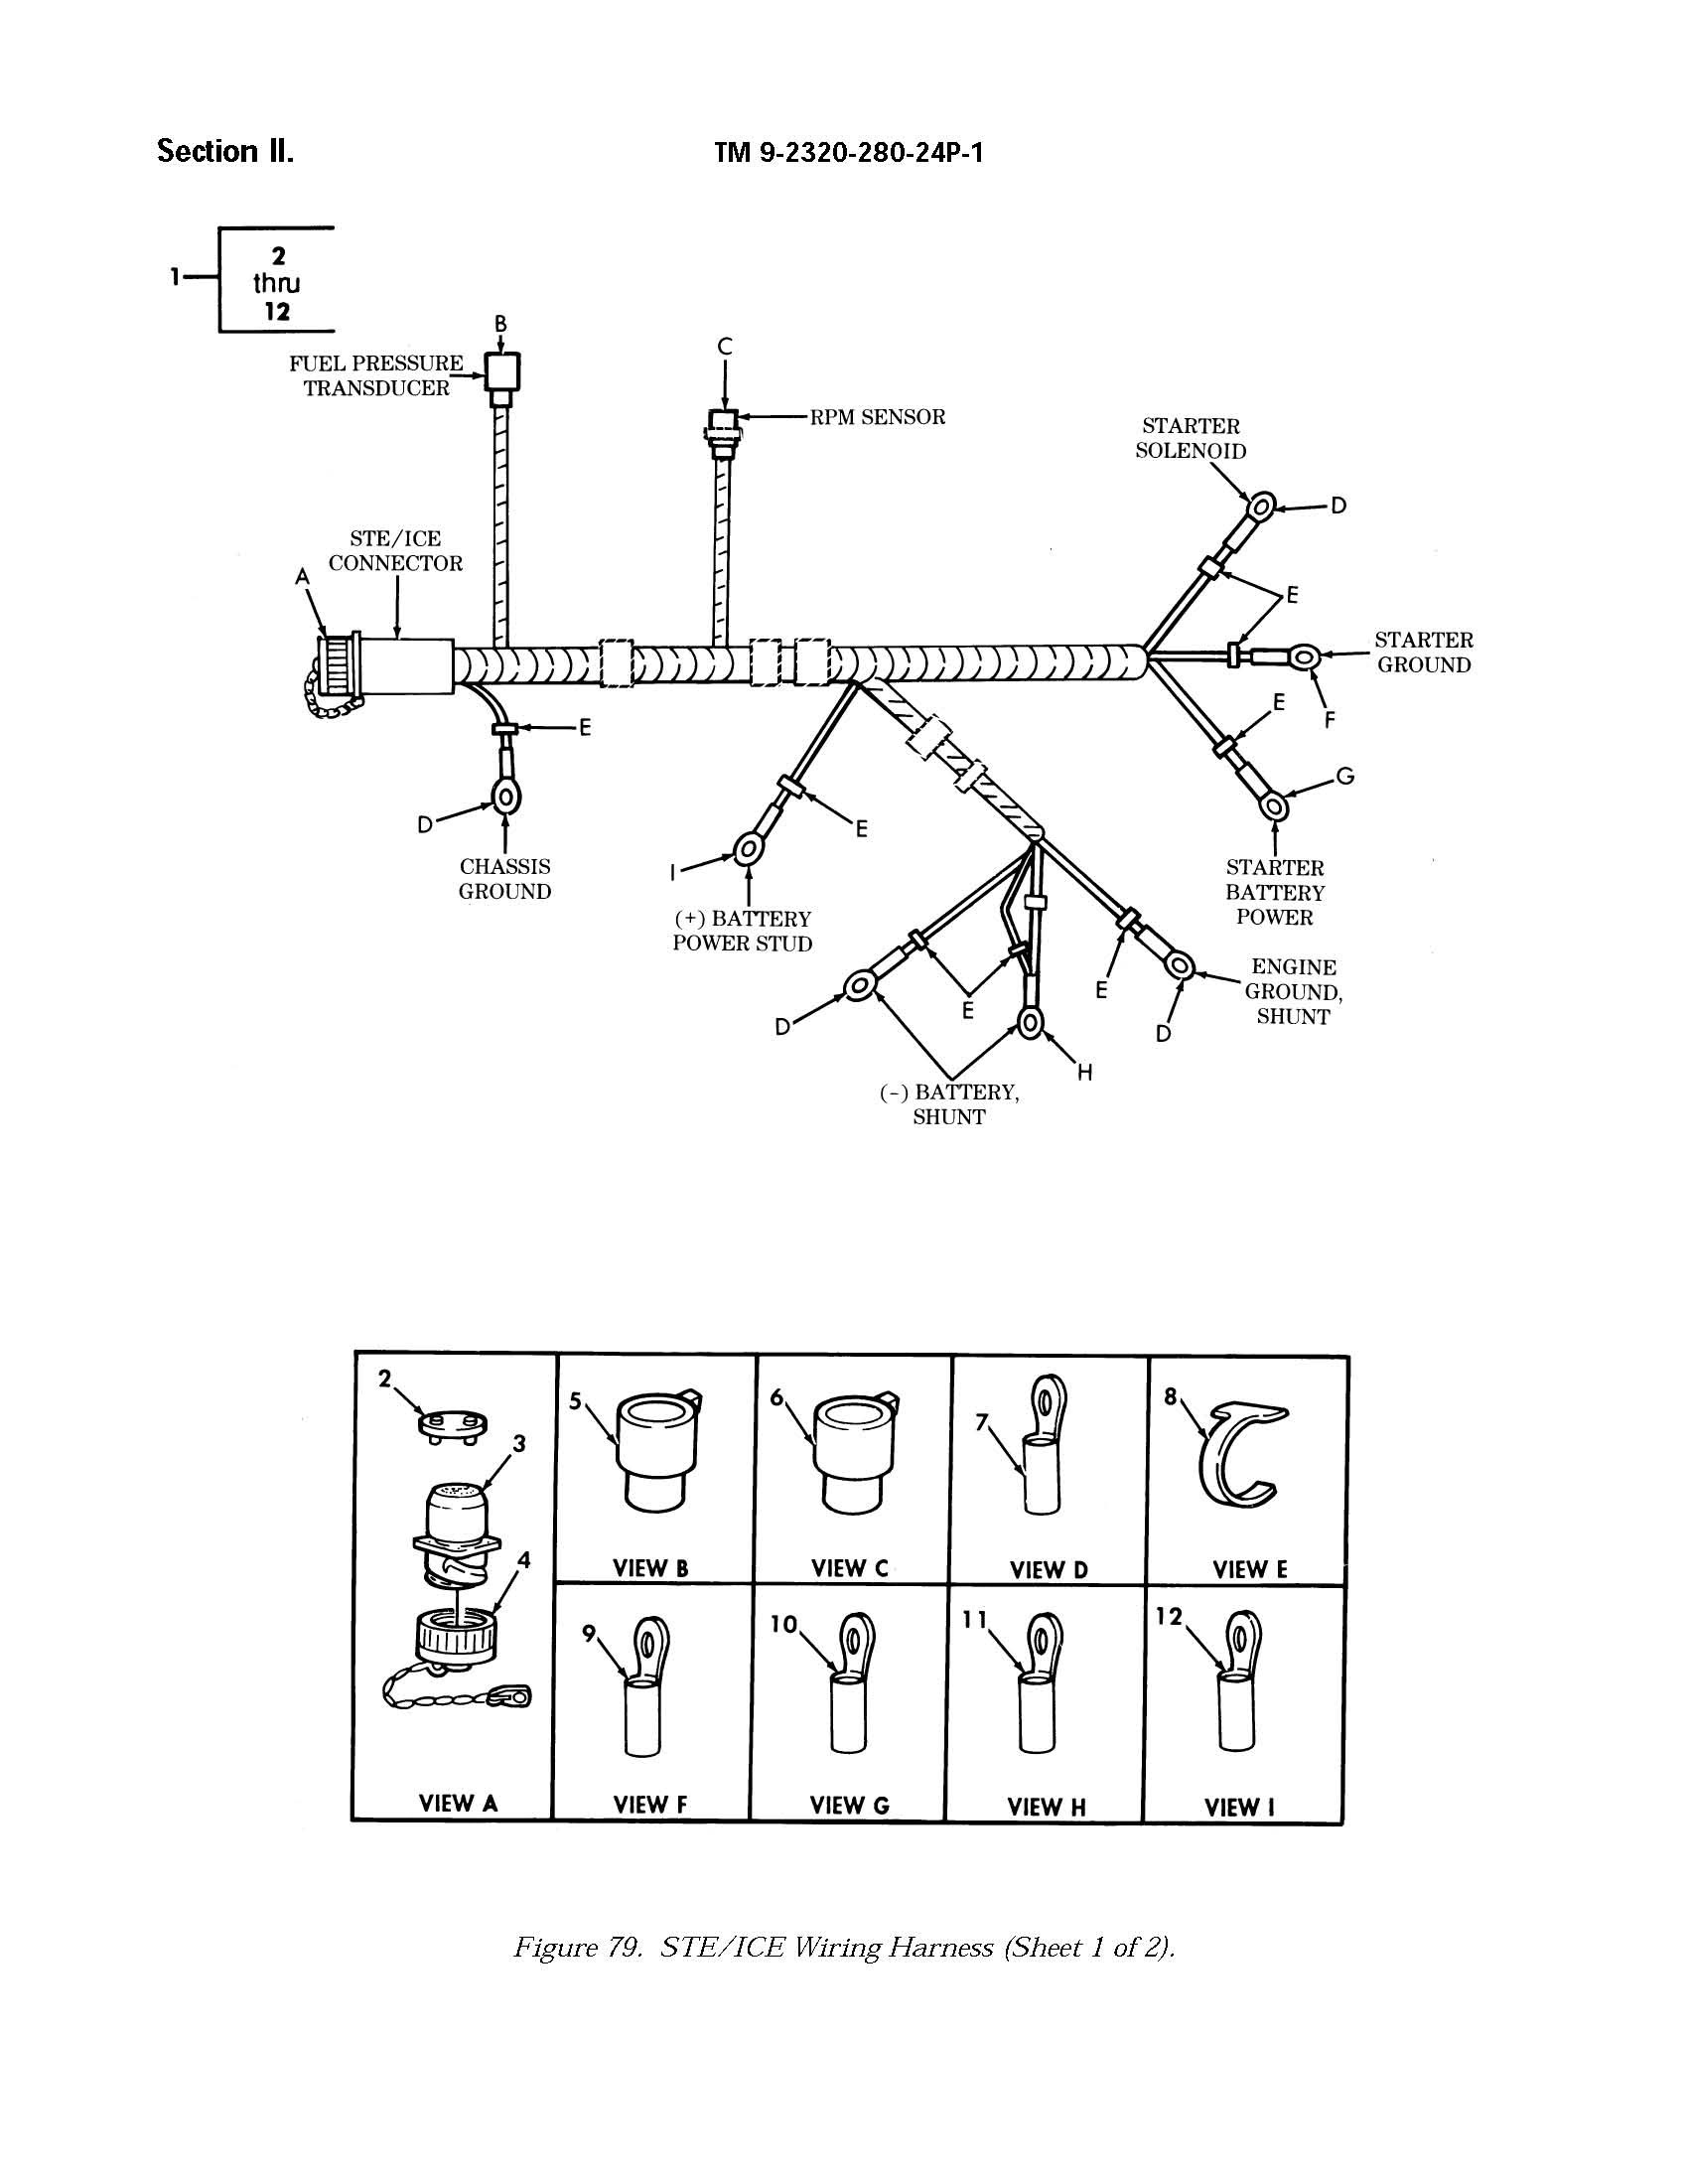 Section II.
TM 9-2320-280-24P-1
1
2
thru
12
B
FUEL PRESSURE
TRANSDUCER
C
RPM SENSOR
STARTER
SOLENOID
D
STE/ICE
CONNECTOR
A
E
STARTER
GROUND
F
E
E
G
D
E
I
CHASSIS
GROUND
STARTER
BATTERY
POWER
(+) BATTERY
POWER STUD
E
ENGINE
GROUND,
SHUNT
D
E
D
H
(-) BATTERY,
SHUNT
2
3
4
VIEW A
5
VIEW B
6
VIEW C
7
VIEW D
8
VIEW E
9
VIEW F
10
VIEW G
11
VIEW H
12
VIEW I
Figure 79. STE/ICE Wiring Harness (Sheet 1 of 2).